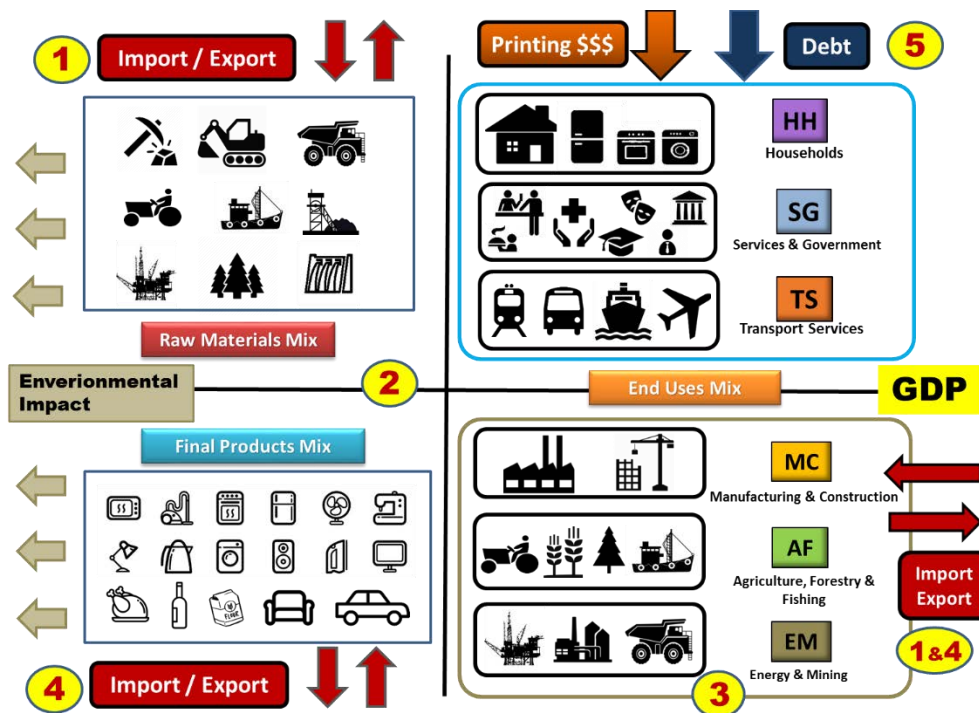 1
Import / Export
Printing $$$
Debt
5
HH
Households
SG
Services & Government
TS
Transport Services
Raw Materials Mix
Enverionmental
Impact
2
End Uses Mix
GDP
Final Products Mix
MC
Manufacturing & Construction
AF
Agriculture, Forestry &
Fishing
Import
Export
EM
Energy & Mining
1&4
4
Import / Export
3